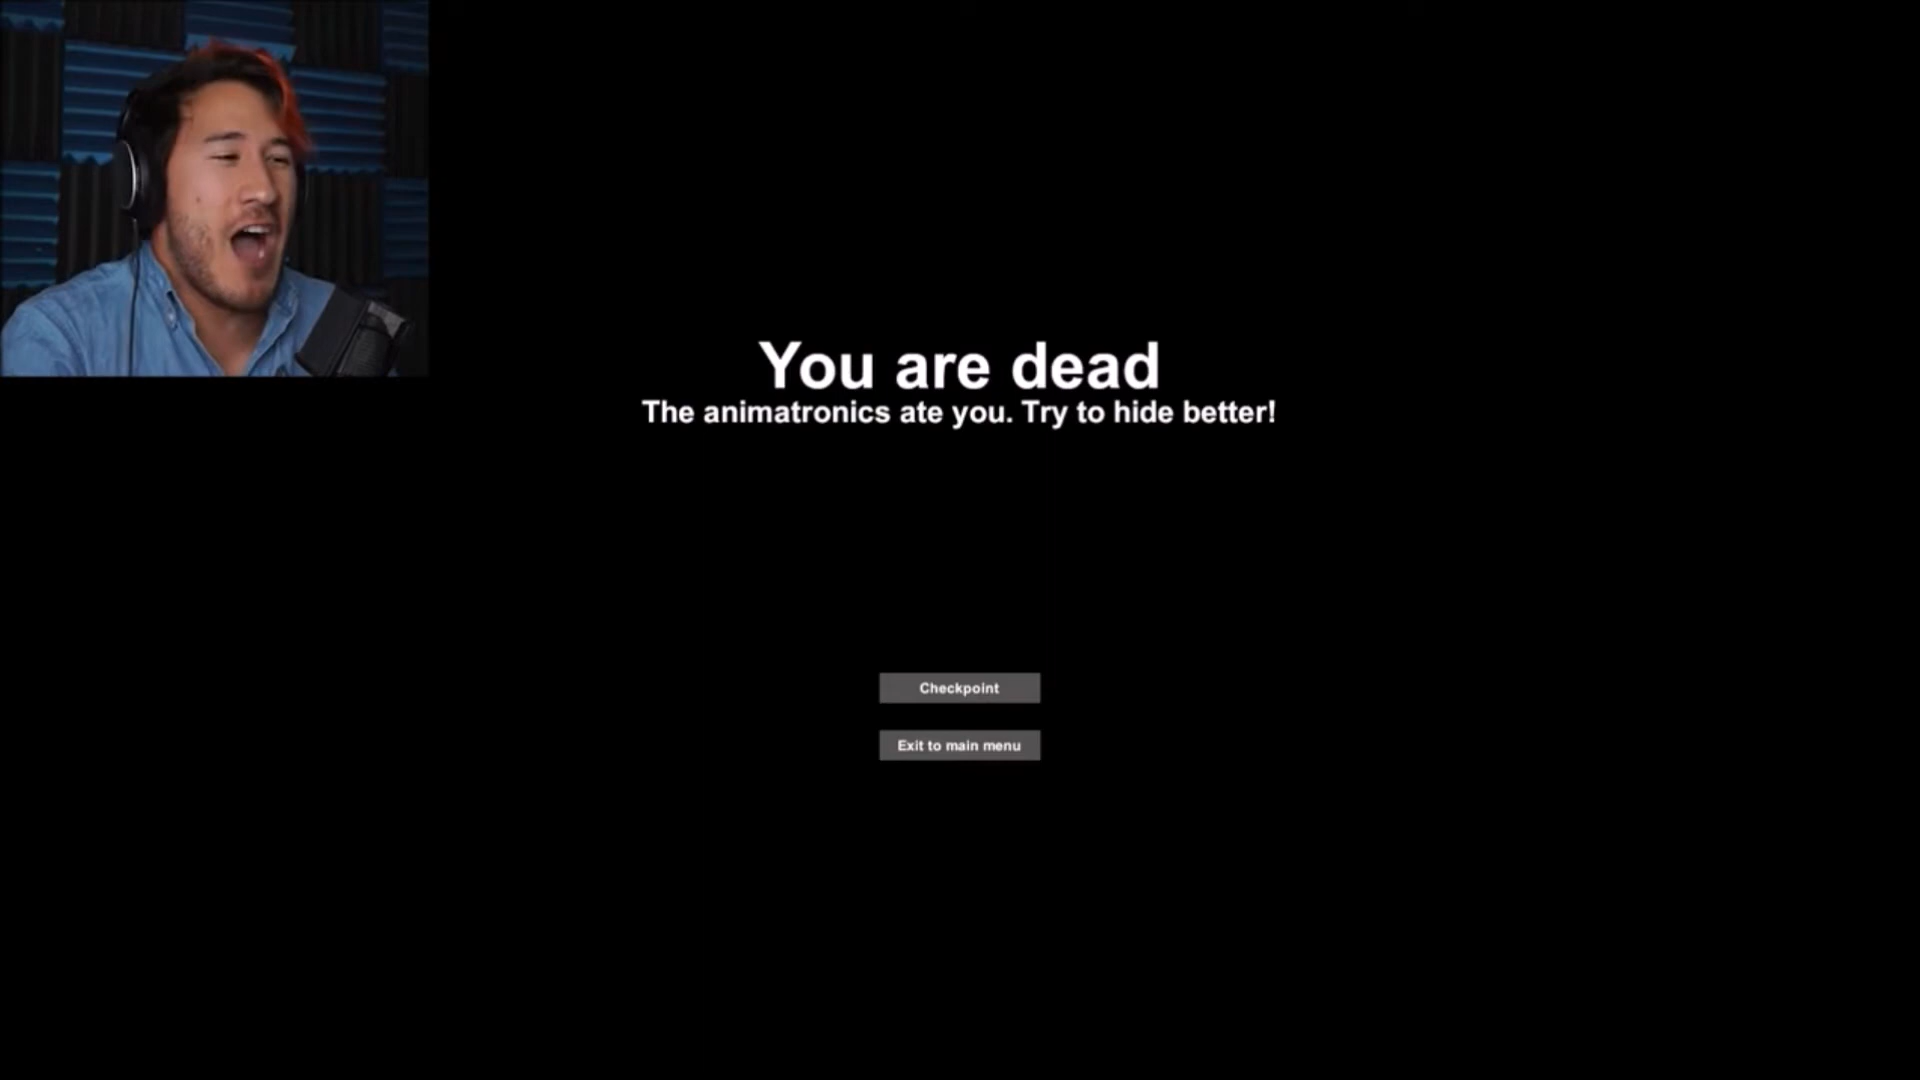 You are dead
The animatronics ate you. Try to hide better!
Checkpoint
Exit to main menu